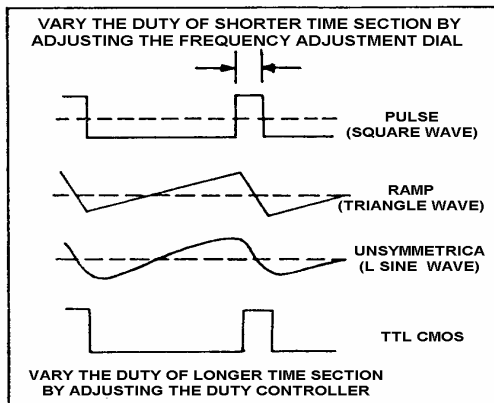 VARY THE DUTY OF SHORTER TIME SECTION BY
ADJUSTING THE FREQUENCY ADJUSTMENT DIAL
PULSE
(SQUARE WAVE)
RAMP
(TRIANGLE WAVE)
UNSYMMETRICA
(L SINE WAVE)
TTL CMOS
VARY THE DUTY OF LONGER TIME SECTION
BY ADJUSTING THE DUTY CONTROLLER